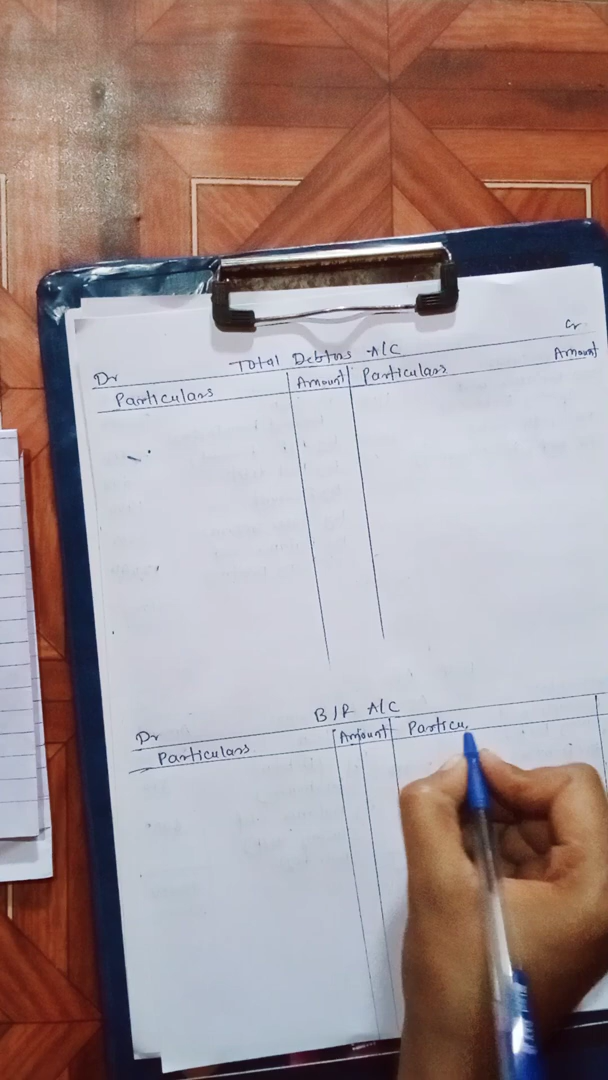 Total Debtors A/C
Dr Cr
Particulars Amount Particulars Amount
B/R A/C
Dr
Particulars Amount Particu